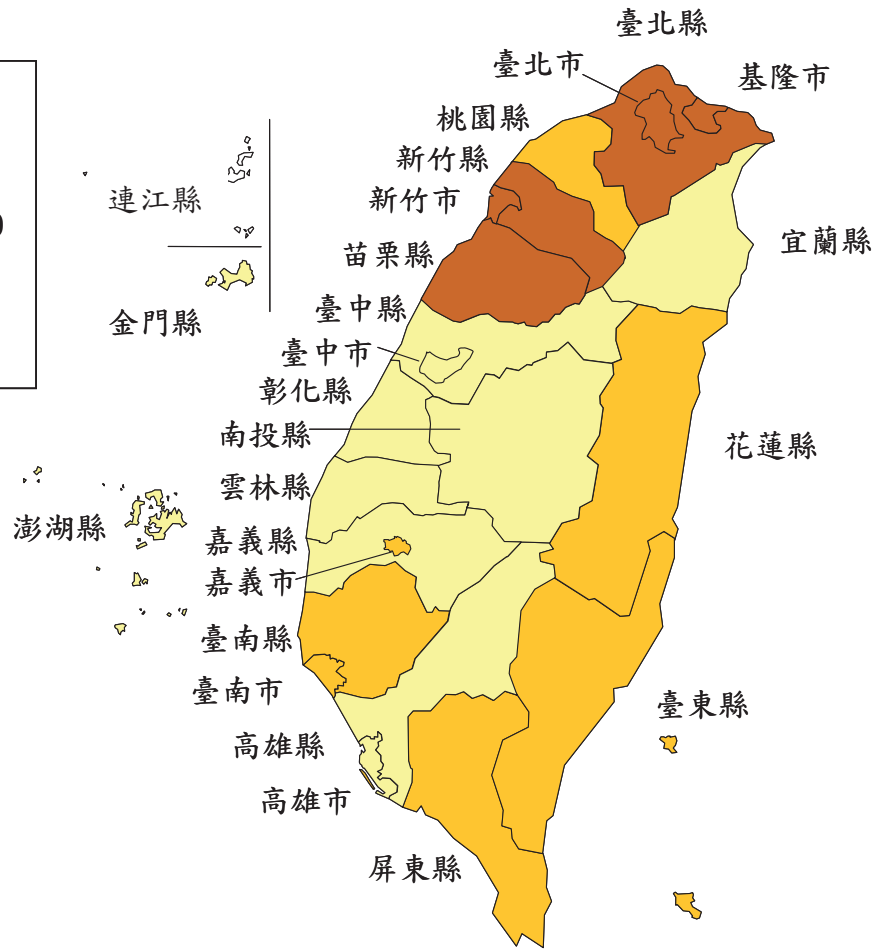 臺北縣
臺北市
基隆市
桃園縣
新竹縣
新竹市
連江縣
宜蘭縣
苗栗縣
臺中縣
金門縣
臺中市
彰化縣
南投縣
花蓮縣
雲林縣
澎湖縣
嘉義縣
嘉義市
臺南縣
臺南市
臺東縣
高雄縣
高雄市
屏東縣